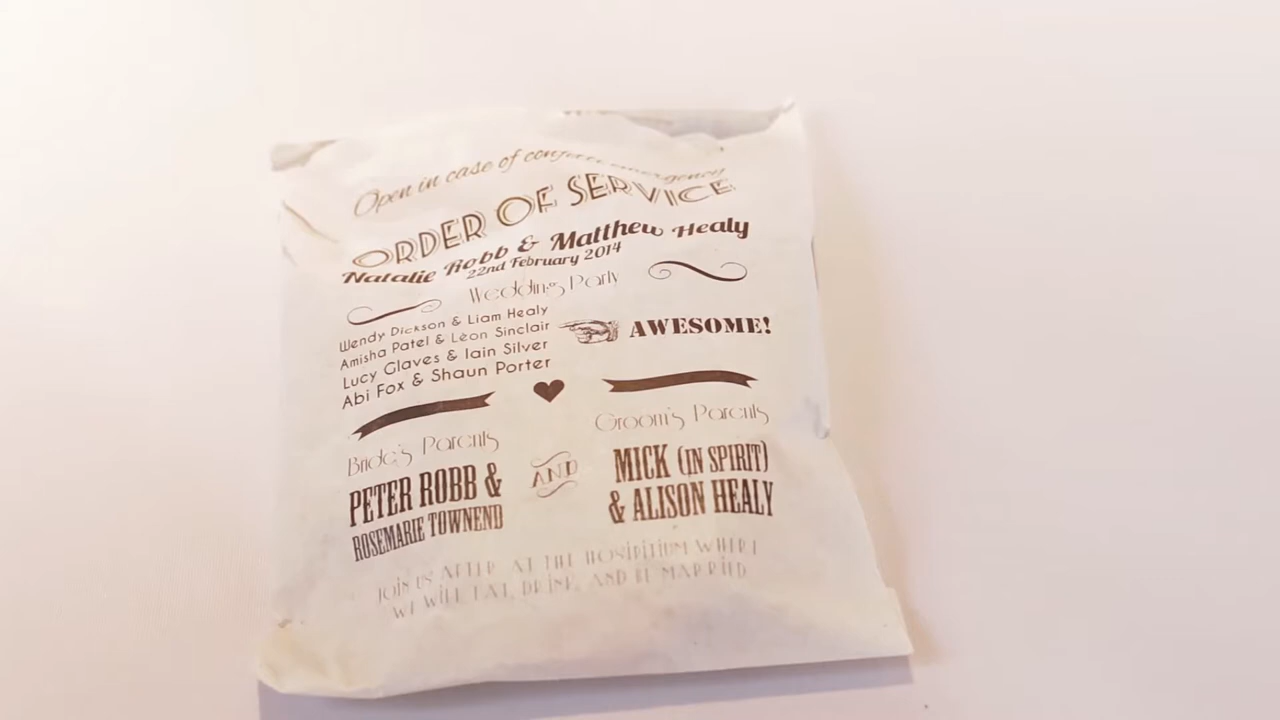 Open in case of confetti emergency
ORDER OF SERVICE
Natalie Robb & Matthew Healy
22nd February 2014
Wedding Party
Wendy Dickson & Liam Healy
Amisha Patel & Leon Sinclair
Lucy Glaves & Iain Silver
Abi Fox & Shaun Porter
AWESOME!
Bride's Parents
PETER ROBB &
ROSEMARIE TOWNEND
AND
Groom's Parents
MICK (IN SPIRIT)
& ALISON HEALY
JOIN US AFTER AT THE HOSPITIUM WHERE
WE WILL EAT, DRINK, AND BE MARRIED